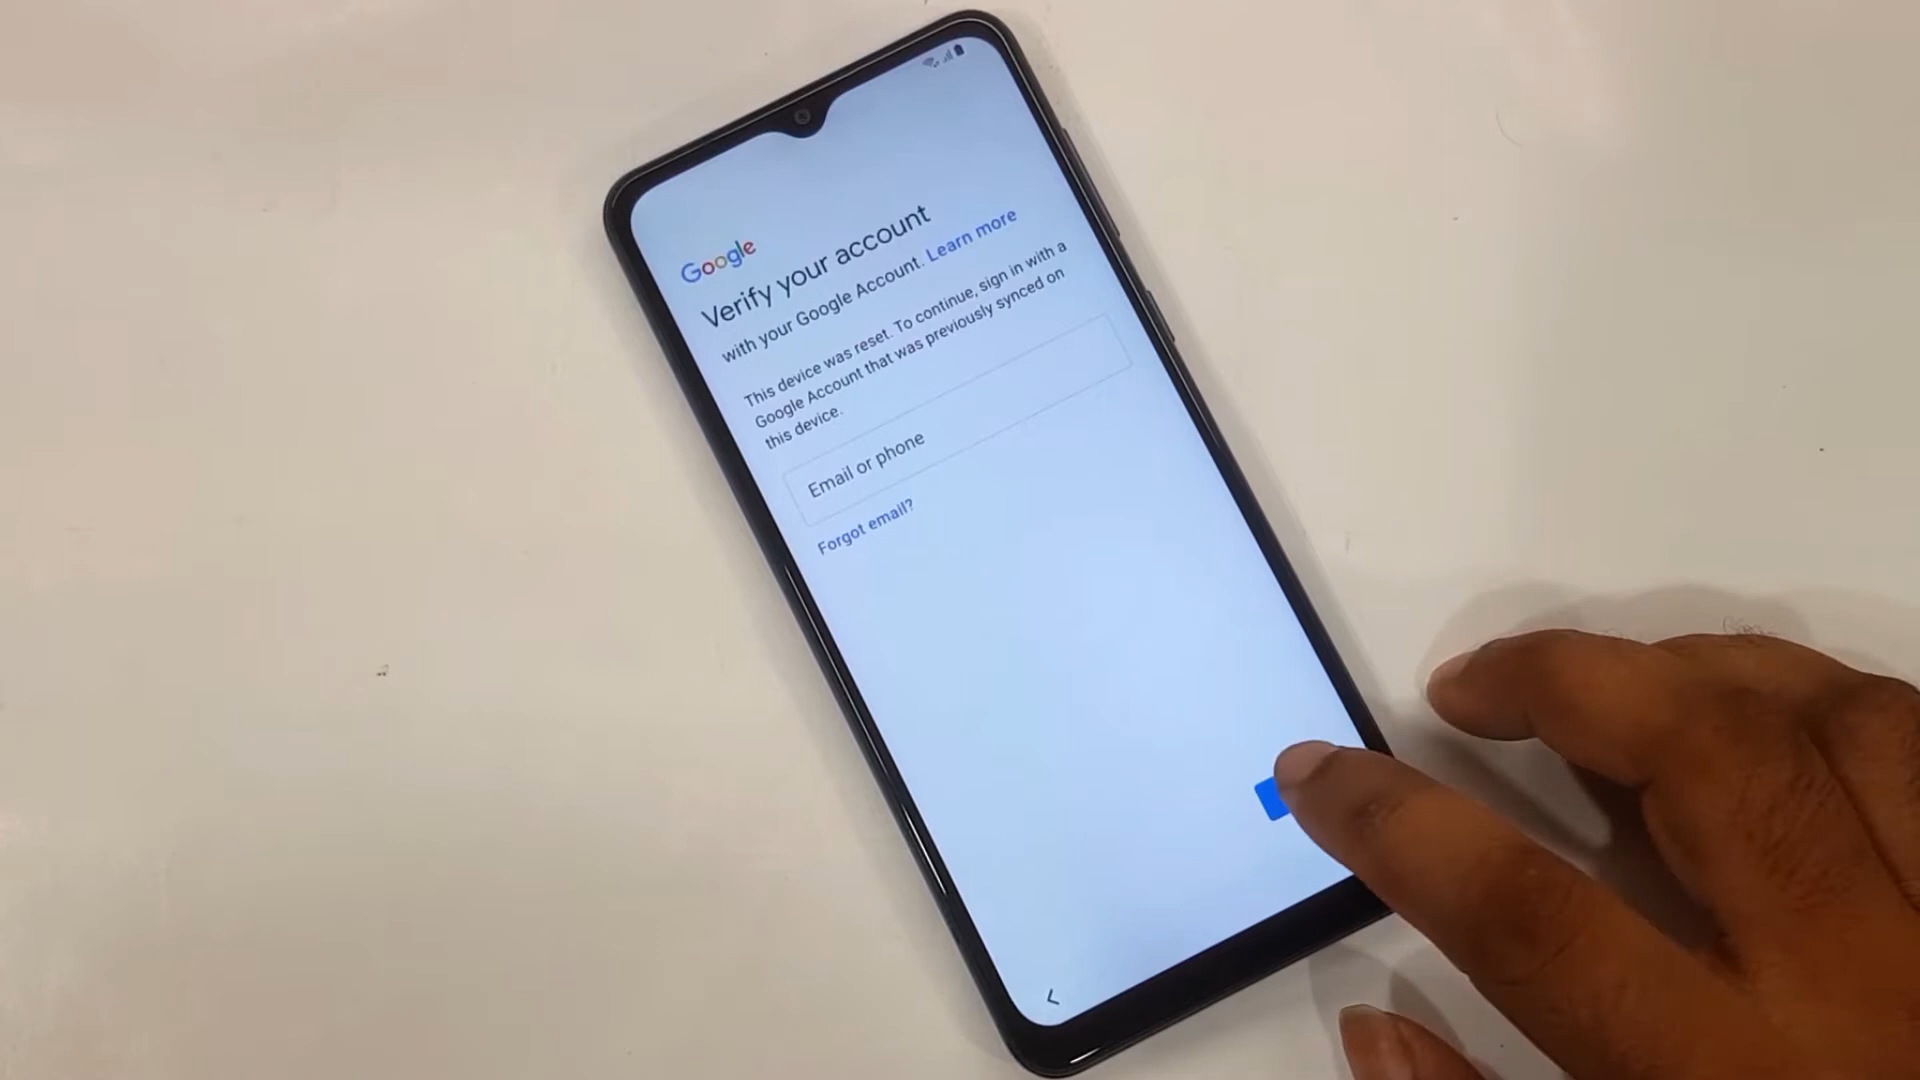 Google
Verify your account
with your Google Account. Learn more
This device was reset. To continue, sign in with a
Google Account that was previously synced on
this device.
Email or phone
Forgot email?